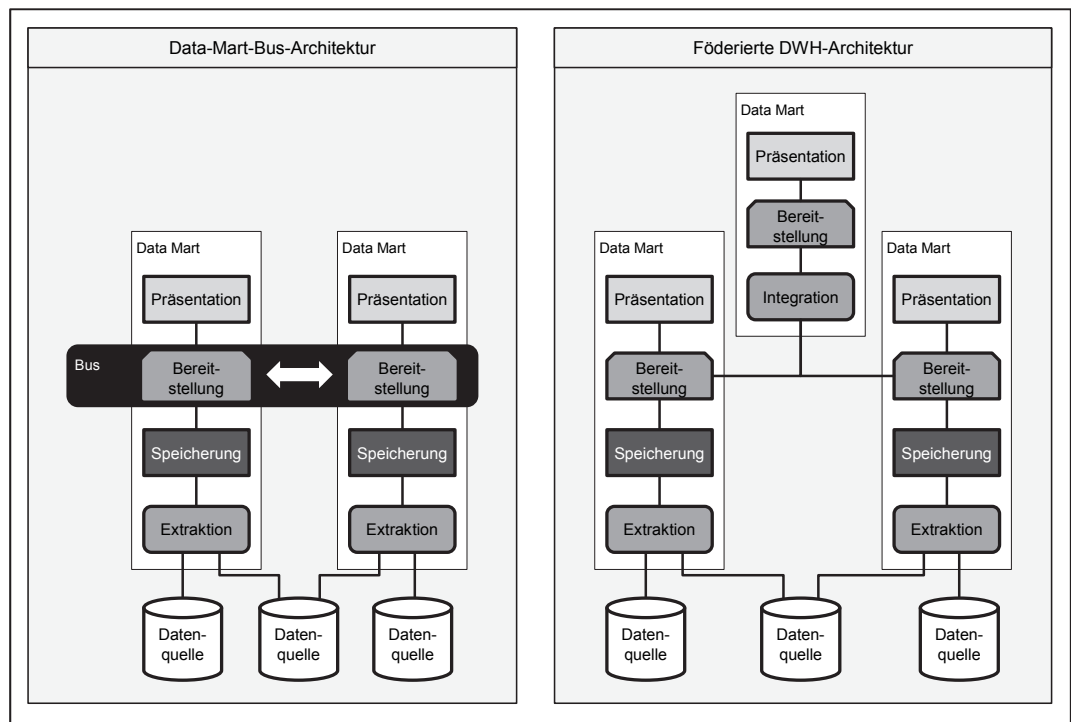 Data-Mart-Bus-Architektur
Data Mart
Präsentation
Bus
Bereit-
stellung
Speicherung
Extraktion
Data Mart
Präsentation
Bereit-
stellung
Speicherung
Extraktion
Daten-
quelle
Daten-
quelle
Daten-
quelle
Föderierte DWH-Architektur
Data Mart
Präsentation
Bereit-
stellung
Integration
Data Mart
Präsentation
Bereit-
stellung
Speicherung
Extraktion
Data Mart
Präsentation
Bereit-
stellung
Speicherung
Extraktion
Daten-
quelle
Daten-
quelle
Daten-
quelle